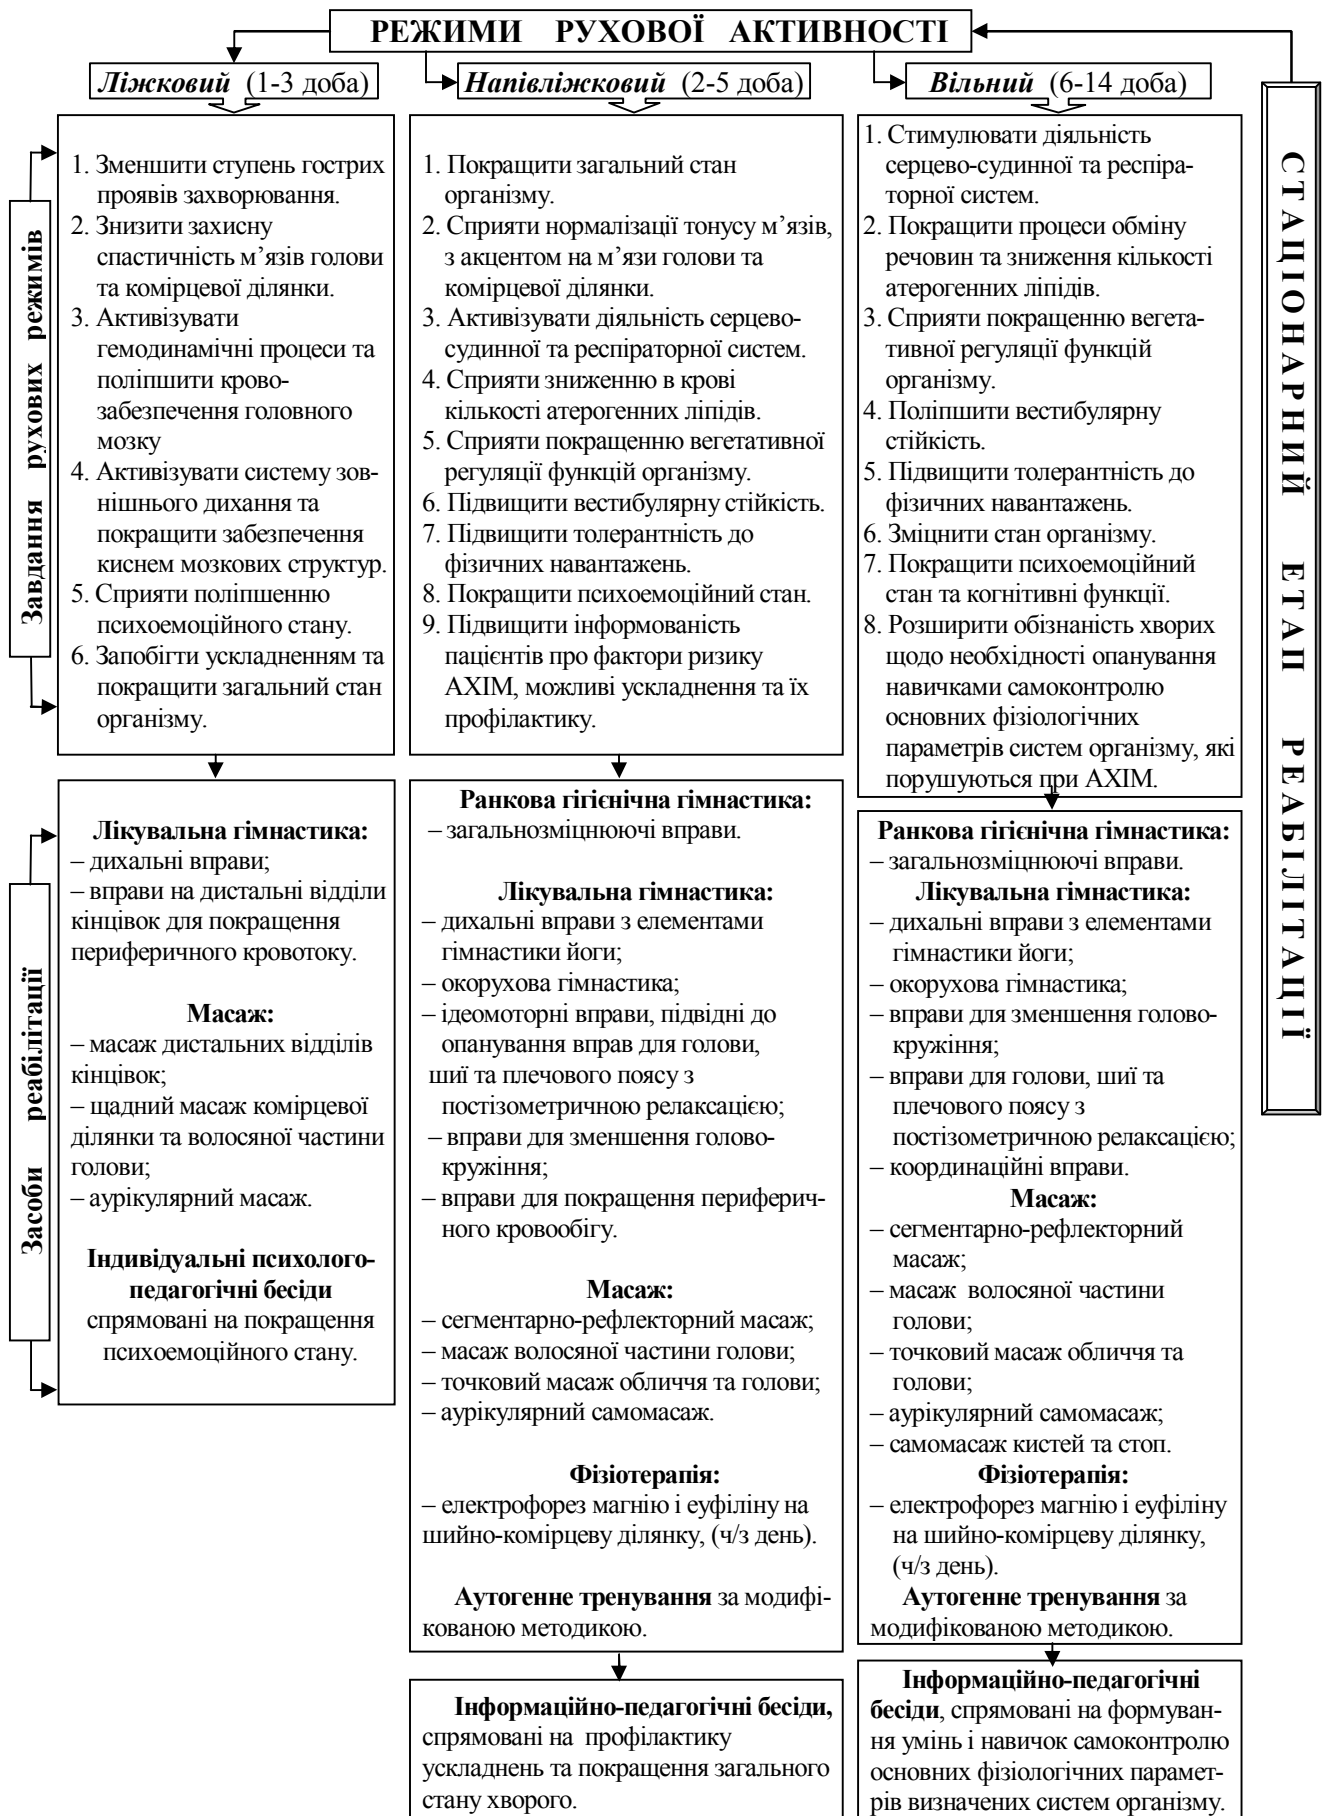 РЕЖИМИ РУХОВОЇ АКТИВНОСТІ
Ліжковий (1-3 доба)
Напівліжковий (2-5 доба)
Вільний (6-14 доба)
СТАЦІОНАРНИЙ ЕТАП РЕАБІЛІТАЦІЇ
Завдання рухових режимів
1. Зменшити ступень гострих
проявів захворювання.
2. Знизити захисну
спастичність м’язів голови
та комірцевої ділянки.
3. Активізувати
гемодинамічні процеси та
поліпшити крово-
забезпечення головного
мозку
4. Активізувати систему зов-
нішнього дихання та
покращити забезпечення
киснем мозкових структур.
5. Сприяти поліпшенню
психоемоційного стану.
6. Запобігти ускладненням та
покращити загальний стан
організму.
1. Покращити загальний стан
організму.
2. Сприяти нормалізації тонусу м’язів,
з акцентом на м’язи голови та
комірцевої ділянки.
3. Активізувати діяльність серцево-
судинної та респіраторної систем.
4. Сприяти зниженню в крові
кількості атерогенних ліпідів.
5. Сприяти покращенню вегетативної
регуляції функцій організму.
6. Підвищити вестибулярну стійкість.
7. Підвищити толерантність до
фізичних навантажень.
8. Покращити психоемоційний стан.
9. Підвищити інформованість
пацієнтів про фактори ризику
АХІМ, можливі ускладнення та їх
профілактику.
1. Стимулювати діяльність
серцево-судинної та респіра-
торної систем.
2. Покращити процеси обміну
речовин та зниження кількості
атерогенних ліпідів.
3. Сприяти покращенню вегета-
тивної регуляції функцій
організму.
4. Поліпшити вестибулярну
стійкість.
5. Підвищити толерантність до
фізичних навантажень.
6. Зміцнити стан організму.
7. Покращити психоемоційний
стан та когнітивні функції.
8. Розширити обізнаність хворих
щодо необхідності опанування
навичками самоконтролю
основних фізіологічних
параметрів систем організму, які
порушуються при АХІМ.
Засоби реабілітації
Лікувальна гімнастика:
– дихальні вправи;
– вправи на дистальні відділи
кінцівок для покращення
периферичного кровотоку.
Масаж:
– масаж дистальних відділів
кінцівок;
– щадний масаж комірцевої
ділянки та волосяної частини
голови;
– аурікулярний масаж.
Індивідуальні психолого-
педагогічні бесіди
спрямовані на покращення
психоемоційного стану.
Ранкова гігієнічна гімнастика:
– загальнозміцнюючі вправи.
Лікувальна гімнастика:
– дихальні вправи з елементами
гімнастики йоги;
– окорухова гімнастика;
– ідеомоторні вправи, підвідні до
опанування вправ для голови,
шиї та плечового поясу з
постізометричною релаксацією;
– вправи для зменшення голово-
кружіння;
– вправи для покращення периферич-
ного кровообігу.
Масаж:
– сегментарно-рефлекторний масаж;
– масаж волосяної частини голови;
– точковий масаж обличчя та голови;
– аурікулярний самомасаж.
Фізіотерапія:
– електрофорез магнію і еуфіліну на
шийно-комірцеву ділянку, (ч/з день).
Аутогенне тренування за модифі-
кованою методикою.
Ранкова гігієнічна гімнастика:
– загальнозміцнюючі вправи.
Лікувальна гімнастика:
– дихальні вправи з елементами
гімнастики йоги;
– окорухова гімнастика;
– вправи для зменшення голово-
кружіння;
– вправи для голови, шиї та
плечового поясу з
постізометричною релаксацією;
– координаційні вправи.
Масаж:
– сегментарно-рефлекторний
масаж;
– масаж волосяної частини
голови;
– точковий масаж обличчя та
голови;
– аурікулярний самомасаж;
– самомасаж кистей та стоп.
Фізіотерапія:
– електрофорез магнію і еуфіліну
на шийно-комірцеву ділянку,
(ч/з день).
Аутогенне тренування за
модифікованою методикою.
Інформаційно-педагогічні бесіди,
спрямовані на профілактику
ускладнень та покращення загального
стану хворого.
Інформаційно-педагогічні
бесіди, спрямовані на формуван-
ня умінь і навичок самоконтролю
основних фізіологічних парамет-
рів визначених систем організму.